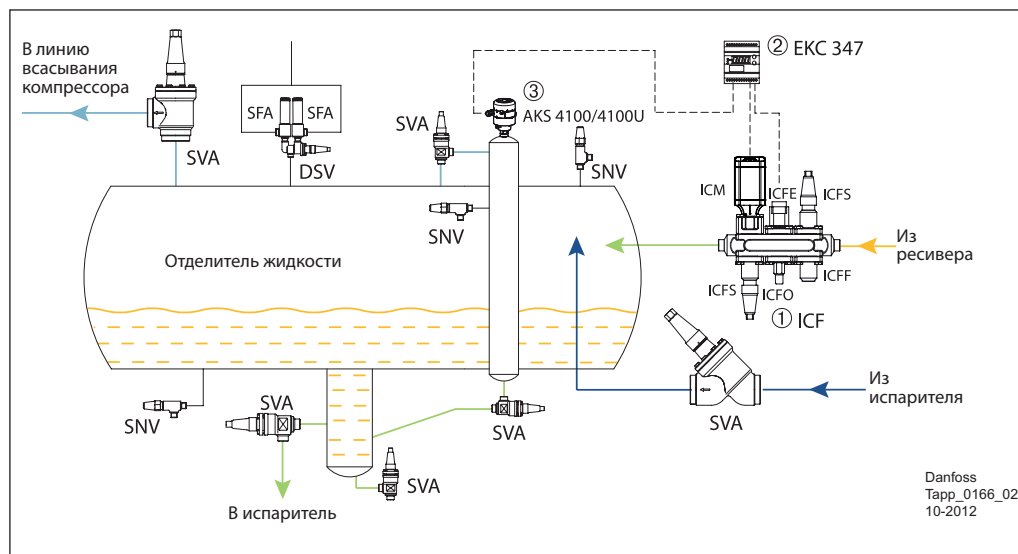 В линию
всасывания
компрессора
SVA
SFA SFA
DSV
SVA
③
AKS 4100/4100U
② EKC 347
SNV
SNV
ICM
ICFE
ICFS
Из
ресивера
ICFS
ICFO
ICFF
① ICF
Отделитель жидкости
Из
испарителя
SVA
SNV
SVA
SVA
SVA
В испаритель
Danfoss
Tapp_0166_02
10-2012